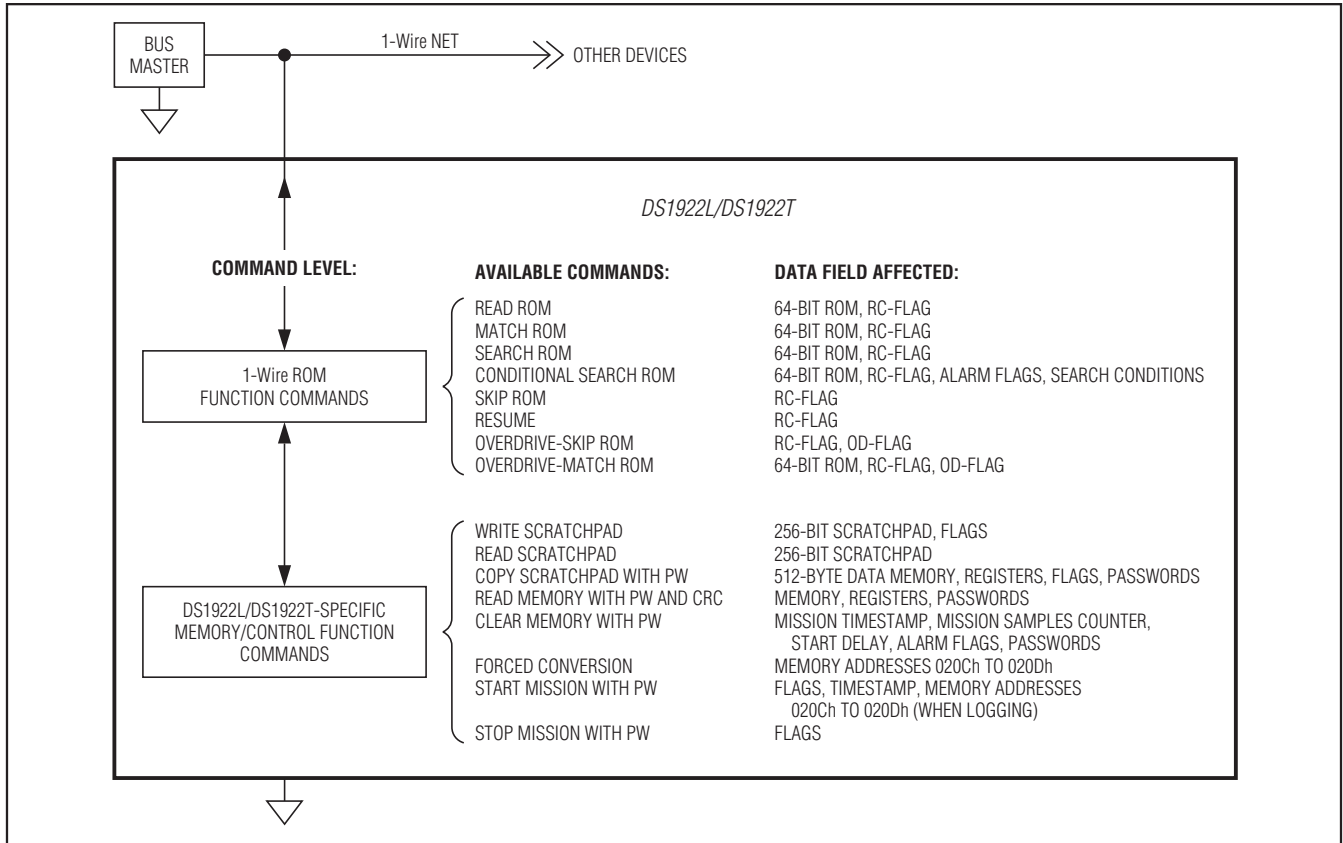 BUS
MASTER
1-Wire NET
OTHER DEVICES
DS1922L/DS1922T
COMMAND LEVEL:
AVAILABLE COMMANDS:
DATA FIELD AFFECTED:
1-Wire ROM
FUNCTION COMMANDS
READ ROM 64-BIT ROM, RC-FLAG
MATCH ROM 64-BIT ROM, RC-FLAG
SEARCH ROM 64-BIT ROM, RC-FLAG
CONDITIONAL SEARCH ROM 64-BIT ROM, RC-FLAG, ALARM FLAGS, SEARCH CONDITIONS
SKIP ROM RC-FLAG
RESUME RC-FLAG
OVERDRIVE-SKIP ROM RC-FLAG, OD-FLAG
OVERDRIVE-MATCH ROM 64-BIT ROM, RC-FLAG, OD-FLAG
DS1922L/DS1922T-SPECIFIC
MEMORY/CONTROL FUNCTION
COMMANDS
WRITE SCRATCHPAD 256-BIT SCRATCHPAD, FLAGS
READ SCRATCHPAD 256-BIT SCRATCHPAD
COPY SCRATCHPAD WITH PW 512-BYTE DATA MEMORY, REGISTERS, FLAGS, PASSWORDS
READ MEMORY WITH PW AND CRC MEMORY, REGISTERS, PASSWORDS
CLEAR MEMORY WITH PW MISSION TIMESTAMP, MISSION SAMPLES COUNTER,
START DELAY, ALARM FLAGS, PASSWORDS
FORCED CONVERSION MEMORY ADDRESSES 020Ch TO 020Dh
START MISSION WITH PW FLAGS, TIMESTAMP, MEMORY ADDRESSES
020Ch TO 020Dh (WHEN LOGGING)
STOP MISSION WITH PW FLAGS